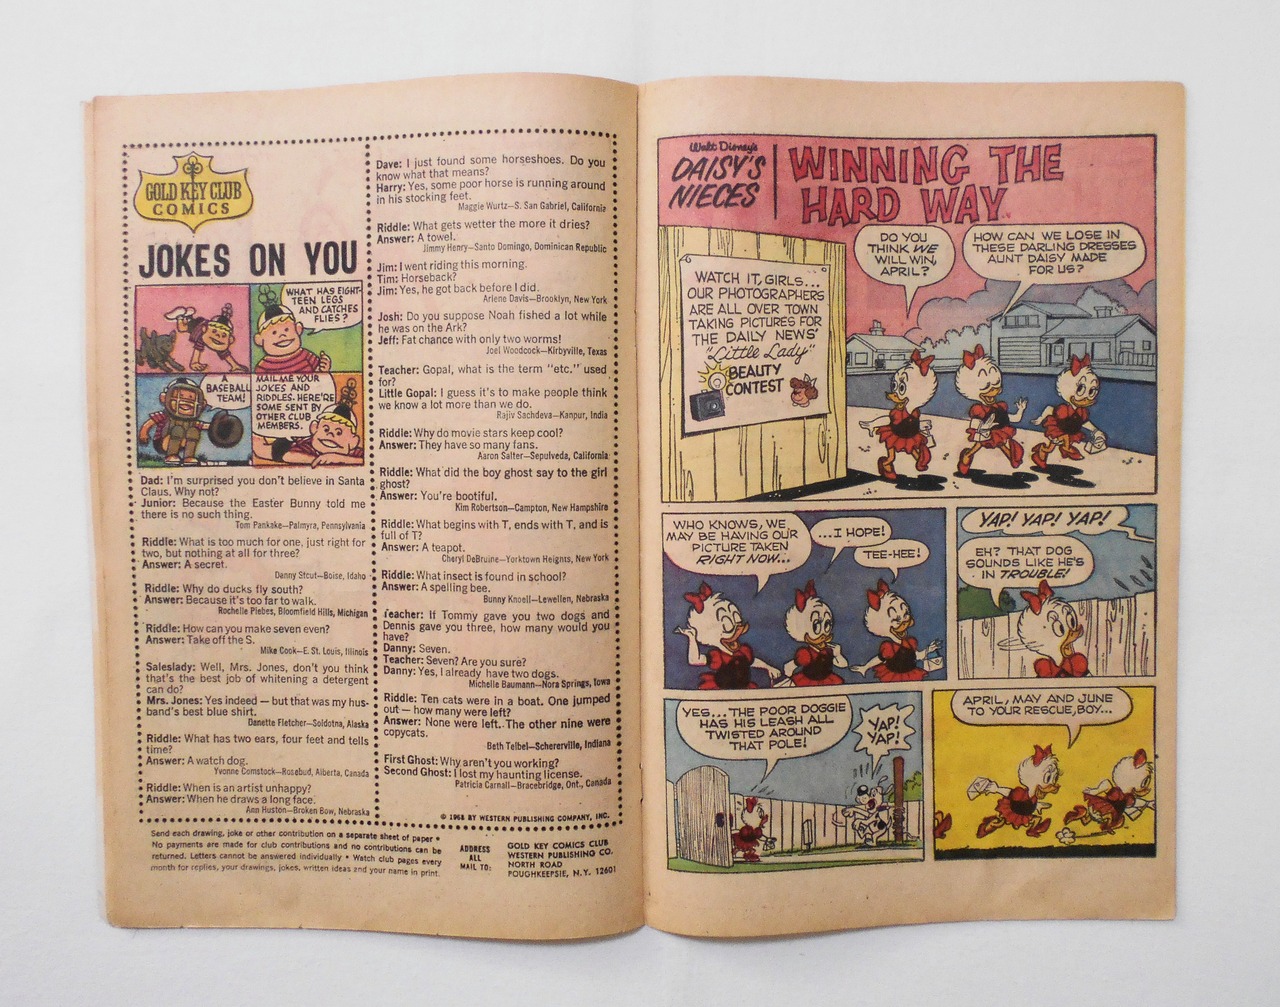 GOLD KEY CLUB
COMICS
JOKES ON YOU
WHAT HAS EIGHT-
TEEN LEGS
AND CATCHES
FLIES?
A
BASEBALL
TEAM!
MAIL ME YOUR
JOKES AND
RIDDLES. HERE'RE
SOME SENT BY
OTHER CLUB
MEMBERS.
Dad: I'm surprised you don't believe in Santa
Claus. Why not?
Junior: Because the Easter Bunny told me
there is no such thing.
Tom Pankake—Palmyra, Pennsylvania
Riddle: What is too much for one, just right for
two, but nothing at all for three?
Answer: A secret.
Danny Stcut—Boise, Idaho
Riddle: Why do ducks fly south?
Answer: Because it's too far to walk.
Rochelle Plebes, Bloomfield Hills, Michigan
Riddle: How can you make seven even?
Answer: Take off the S.
Mike Cook—E. St. Louis, Illinois
Saleslady: Well, Mrs. Jones, don't you think
that's the best job of whitening a detergent
can do?
Mrs. Jones: Yes indeed — but that was my hus-
band's best blue shirt.
Danette Fletcher—Soldotna, Alaska
Riddle: What has two ears, four feet and tells
time?
Answer: A watch dog.
Yvonne Comstock—Rosebud, Alberta, Canada
Riddle: When is an artist unhappy?
Answer: When he draws a long face.
Ann Huston—Broken Bow, Nebraska
Dave: I just found some horseshoes. Do you
know what that means?
Harry: Yes, some poor horse is running around
in his stocking feet.
Maggie Wurtz—S. San Gabriel, California
Riddle: What gets wetter the more it dries?
Answer: A towel.
Jimmy Henry—Santo Domingo, Dominican Republic
Jim: I went riding this morning.
Tim: Horseback?
Jim: Yes, he got back before I did.
Arlene Davis—Brooklyn, New York
Josh: Do you suppose Noah fished a lot while
he was on the Ark?
Jeff: Fat chance with only two worms!
Joel Woodcock—Kirbyville, Texas
Teacher: Gopal, what is the term "etc." used
for?
Little Gopal: I guess it's to make people think
we know a lot more than we do.
Rajiv Sachdeva—Kanpur, India
Riddle: Why do movie stars keep cool?
Answer: They have so many fans.
Aaron Salter—Sepulveda, California
Riddle: What did the boy ghost say to the girl
ghost?
Answer: You're bootiful.
Kim Robertson—Campton, New Hampshire
Riddle: What begins with T, ends with T, and is
full of T?
Answer: A teapot.
Cheryl DeBruine—Yorktown Heights, New York
Riddle: What insect is found in school?
Answer: A spelling bee.
Bunny Knoell—Lewellen, Nebraska
Teacher: If Tommy gave you two dogs and
Dennis gave you three, how many would you
have?
Danny: Seven.
Teacher: Seven? Are you sure?
Danny: Yes, I already have two dogs.
Michelle Baumann—Nora Springs, Iowa
Riddle: Ten cats were in a boat. One jumped
out — how many were left?
Answer: None were left. The other nine were
copycats.
Beth Telbel—Schererville, Indiana
First Ghost: Why aren't you working?
Second Ghost: I lost my haunting license.
Patricia Carnall—Bracebridge, Ont., Canada
© 1968 BY WESTERN PUBLISHING COMPANY, INC.
Send each drawing, joke or other contribution on a separate sheet of paper •
No payments are made for club contributions and no contributions can be
returned. Letters cannot be answered individually • Watch club pages every
month for replies, your drawings, jokes, written ideas and your name in print.
ADDRESS
ALL
MAIL TO:
GOLD KEY COMICS CLUB
WESTERN PUBLISHING CO.
NORTH ROAD
POUGHKEEPSIE, N.Y. 12601
Walt Disney's
DAISY'S
NIECES
WINNING THE
HARD WAY
WATCH IT, GIRLS...
OUR PHOTOGRAPHERS
ARE ALL OVER TOWN
TAKING PICTURES FOR
THE DAILY NEWS'
"Little Lady"
BEAUTY
CONTEST
DO YOU
THINK WE
WILL WIN,
APRIL?
HOW CAN WE LOSE IN
THESE DARLING DRESSES
AUNT DAISY MADE
FOR US?
WHO KNOWS, WE
MAY BE HAVING OUR
PICTURE TAKEN
RIGHT NOW...
...I HOPE!
TEE-HEE!
YAP! YAP! YAP!
EH? THAT DOG
SOUNDS LIKE HE'S
IN TROUBLE!
YES...THE POOR DOGGIE
HAS HIS LEASH ALL
TWISTED AROUND
THAT POLE!
YAP!
YAP!
APRIL, MAY AND JUNE
TO YOUR RESCUE, BOY...